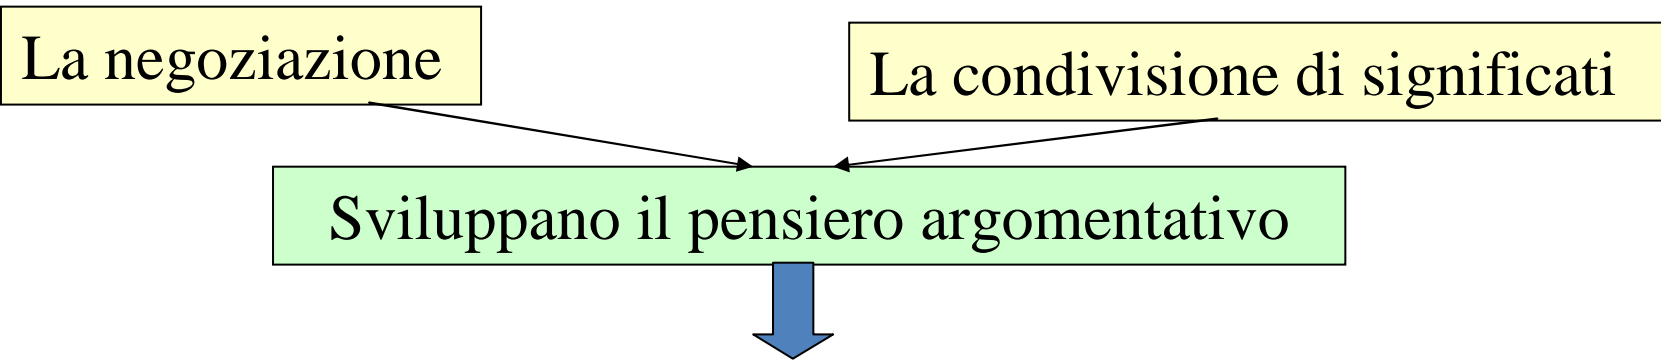 La negoziazione
La condivisione di significati
Sviluppano il pensiero argomentativo